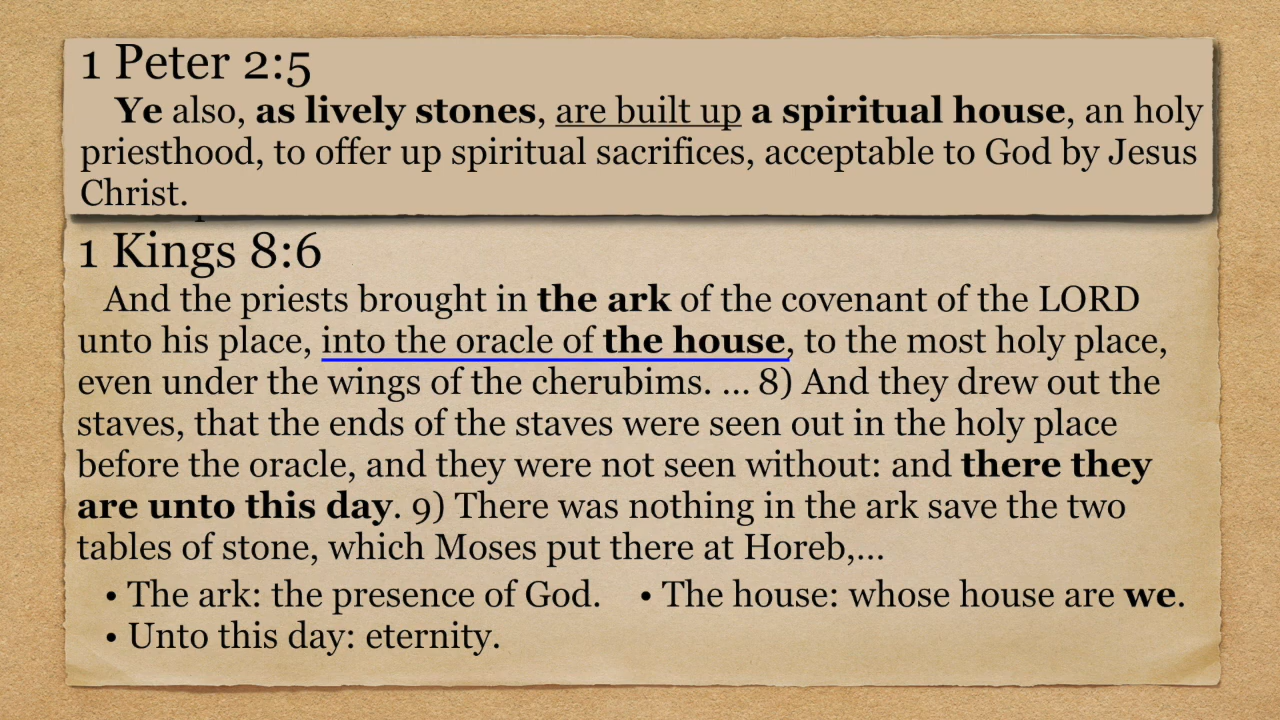 1 Peter 2:5
Ye also, as lively stones, are built up a spiritual house, an holy
priesthood, to offer up spiritual sacrifices, acceptable to God by Jesus
Christ.
1 Kings 8:6
And the priests brought in the ark of the covenant of the LORD
unto his place, into the oracle of the house, to the most holy place,
even under the wings of the cherubims. ... 8) And they drew out the
staves, that the ends of the staves were seen out in the holy place
before the oracle, and they were not seen without: and there they
are unto this day. 9) There was nothing in the ark save the two
tables of stone, which Moses put there at Horeb,...
• The ark: the presence of God. • The house: whose house are we.
• Unto this day: eternity.